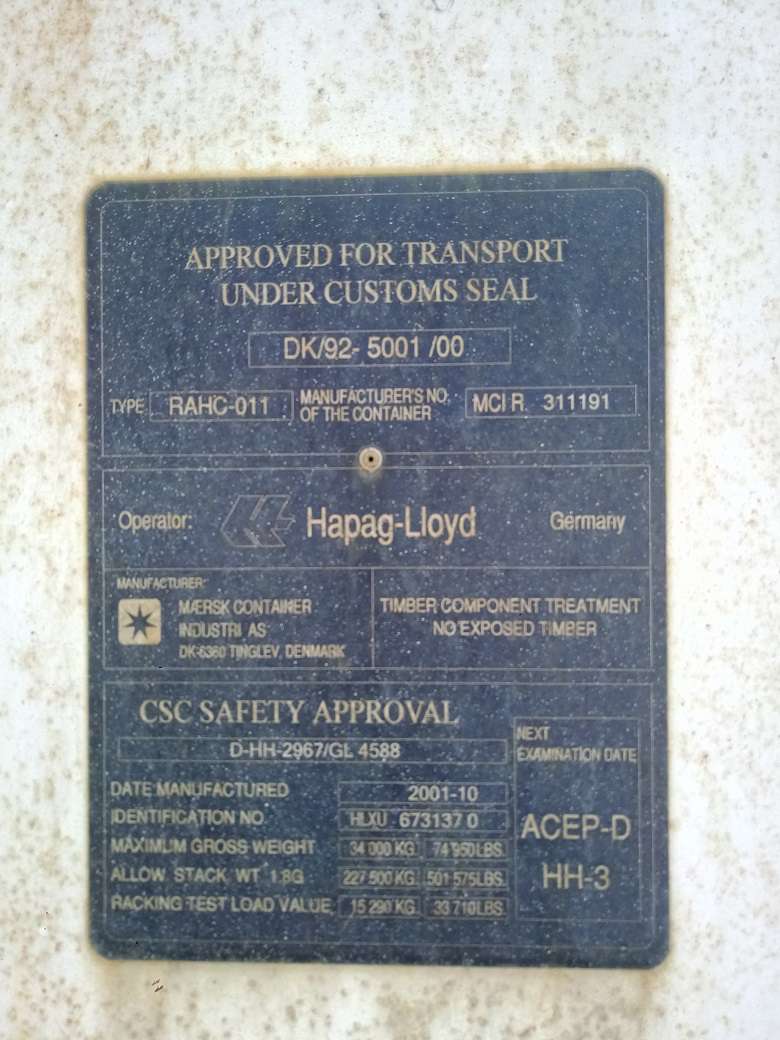 APPROVED FOR TRANSPORT
UNDER CUSTOMS SEAL
DK/92- 5001 /00
TYPE RAHC-011 MANUFACTURER'S NO.
OF THE CONTAINER MCI R 311191
Operator: Hapag-Lloyd Germany
MANUFACTURER:
MÆRSK CONTAINER
INDUSTRI AS
DK-6360 TINGLEV, DENMARK
TIMBER COMPONENT TREATMENT
NO EXPOSED TIMBER
CSC SAFETY APPROVAL
D-HH-2967/GL 4588
DATE MANUFACTURED 2001-10
IDENTIFICATION NO. HLXU 673137 0
MAXIMUM GROSS WEIGHT 34 000 KG. 74 950 LBS.
ALLOW. STACK. WT. 1.8G 227 500 KG. 501 575 LBS.
RACKING TEST LOAD VALUE 15 290 KG. 33 710 LBS.
NEXT
EXAMINATION DATE
ACEP-D
HH-3